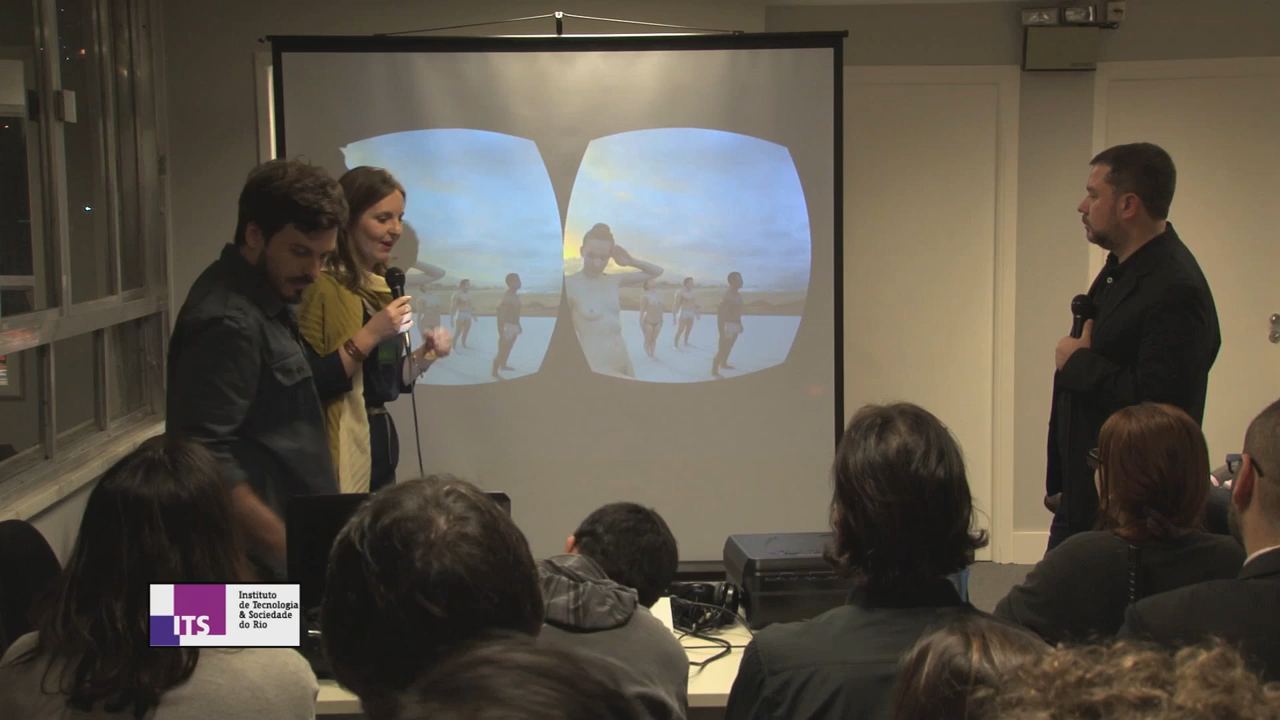 ITS
Instituto
de Tecnologia
& Sociedade
do Rio